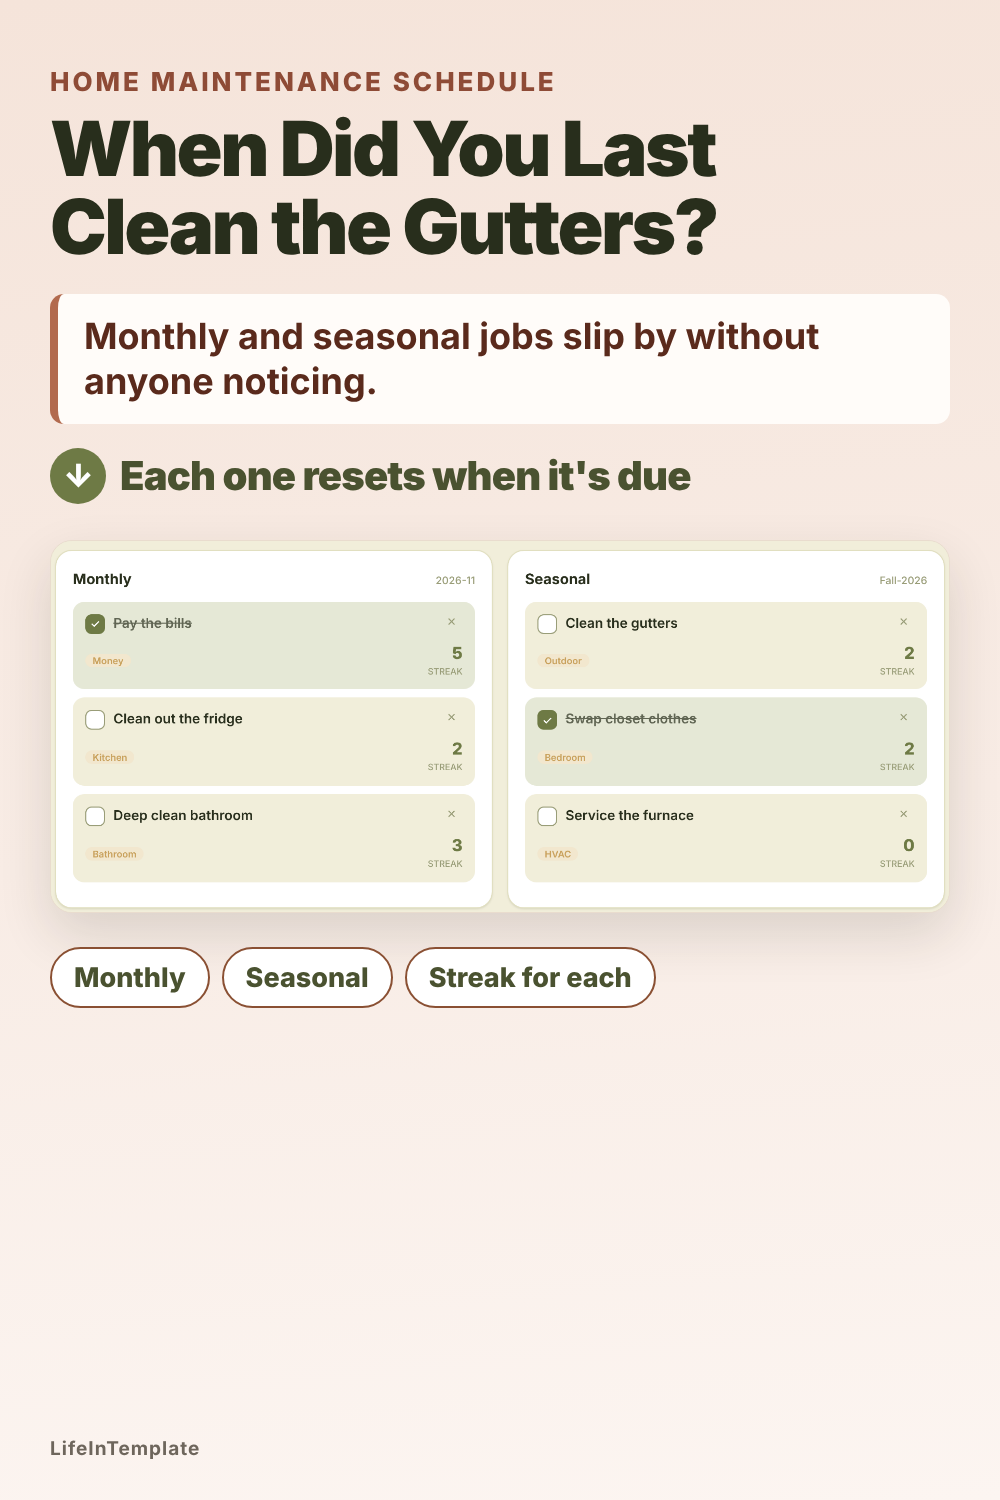 HOME MAINTENANCE SCHEDULE
When Did You Last
Clean the Gutters?
Monthly and seasonal jobs slip by without
anyone noticing.
Each one resets when it's due
Monthly
2026-11
Pay the bills
Money
5
STREAK
Clean out the fridge
Kitchen
2
STREAK
Deep clean bathroom
Bathroom
3
STREAK
Seasonal
Fall-2026
Clean the gutters
Outdoor
2
STREAK
Swap closet clothes
Bedroom
2
STREAK
Service the furnace
HVAC
0
STREAK
Monthly
Seasonal
Streak for each
LifeInTemplate